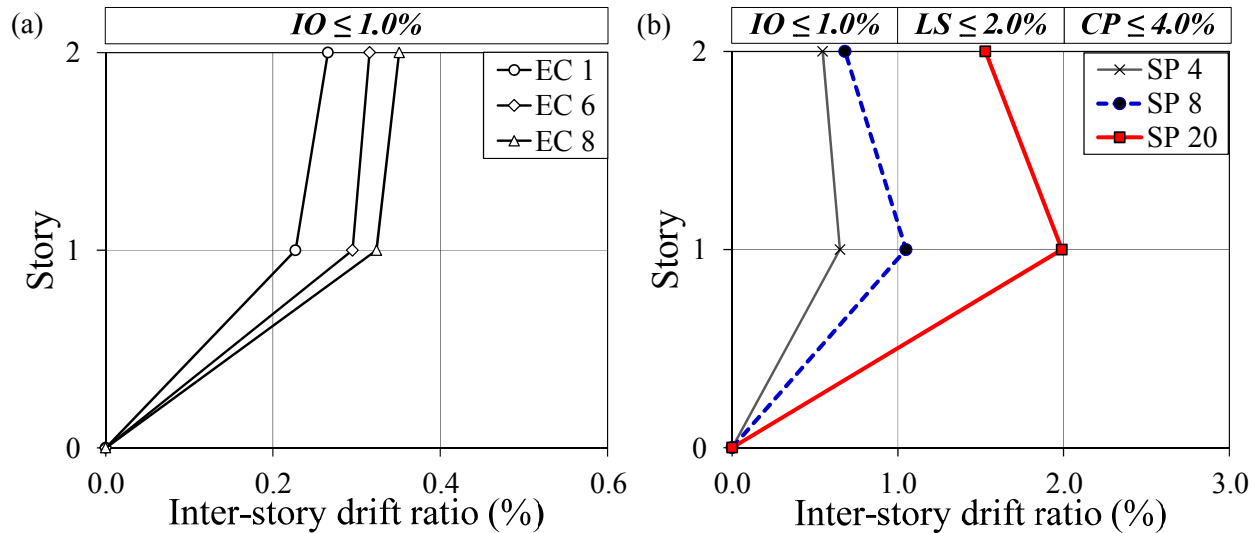 (a)
IO ≤ 1.0%
2
EC 1
EC 6
EC 8
Story
1
0
0.0 0.2 0.4 0.6
Inter-story drift ratio (%)
(b)
IO ≤ 1.0% LS ≤ 2.0% CP ≤ 4.0%
2
SP 4
SP 8
SP 20
Story
1
0
0.0 1.0 2.0 3.0
Inter-story drift ratio (%)